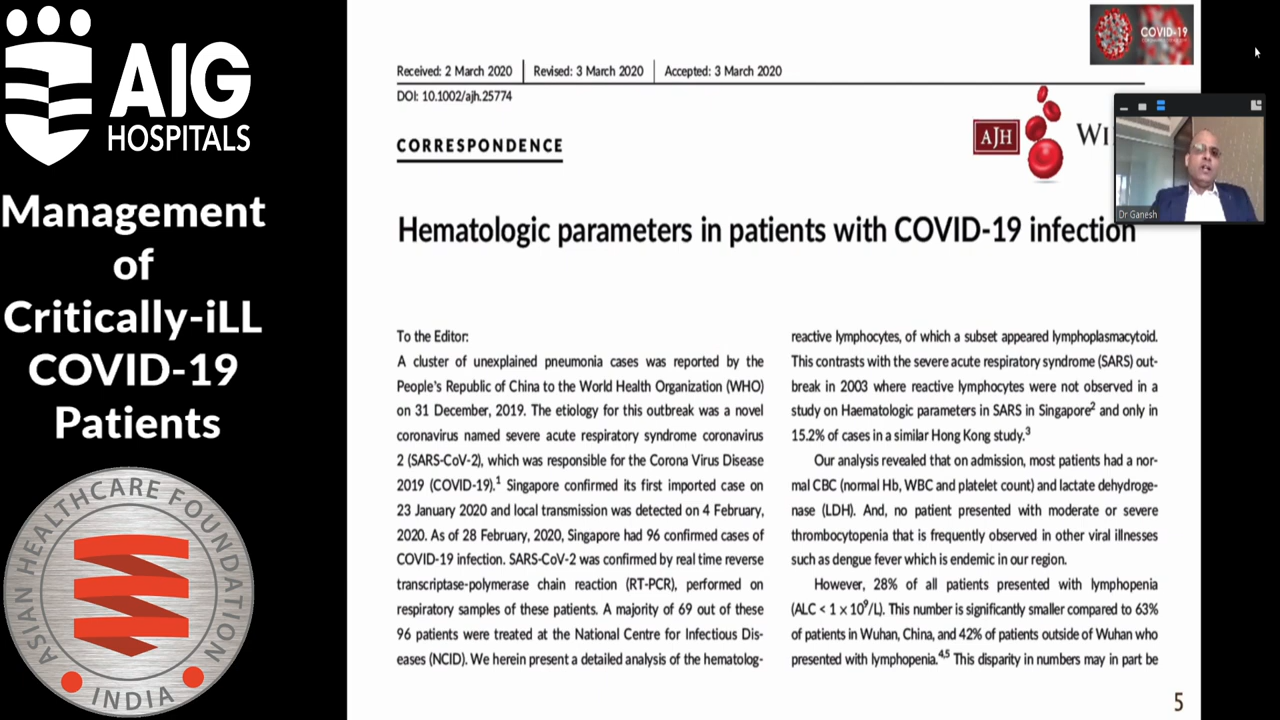 AIG
HOSPITALS
Management
of
Critically-iLL
COVID-19
Patients
ASIAN HEALTHCARE FOUNDATION
INDIA
COVID-19
Received: 2 March 2020 | Revised: 3 March 2020 | Accepted: 3 March 2020
DOI: 10.1002/ajh.25774
CORRESPONDENCE
AJH
Dr Ganesh
Hematologic parameters in patients with COVID-19 infection
To the Editor:
A cluster of unexplained pneumonia cases was reported by the
People's Republic of China to the World Health Organization (WHO)
on 31 December, 2019. The etiology for this outbreak was a novel
coronavirus named severe acute respiratory syndrome coronavirus
2 (SARS-CoV-2), which was responsible for the Corona Virus Disease
2019 (COVID-19).¹ Singapore confirmed its first imported case on
23 January 2020 and local transmission was detected on 4 February,
2020. As of 28 February, 2020, Singapore had 96 confirmed cases of
COVID-19 infection. SARS-CoV-2 was confirmed by real time reverse
transcriptase-polymerase chain reaction (RT-PCR), performed on
respiratory samples of these patients. A majority of 69 out of these
96 patients were treated at the National Centre for Infectious Dis-
eases (NCID). We herein present a detailed analysis of the hematolog-
reactive lymphocytes, of which a subset appeared lymphoplasmacytoid.
This contrasts with the severe acute respiratory syndrome (SARS) out-
break in 2003 where reactive lymphocytes were not observed in a
study on Haematologic parameters in SARS in Singapore² and only in
15.2% of cases in a similar Hong Kong study.³
Our analysis revealed that on admission, most patients had a nor-
mal CBC (normal Hb, WBC and platelet count) and lactate dehydroge-
nase (LDH). And, no patient presented with moderate or severe
thrombocytopenia that is frequently observed in other viral illnesses
such as dengue fever which is endemic in our region.
However, 28% of all patients presented with lymphopenia
(ALC < 1 x 10⁹/L). This number is significantly smaller compared to 63%
of patients in Wuhan, China, and 42% of patients outside of Wuhan who
presented with lymphopenia.⁴,⁵ This disparity in numbers may in part be
5